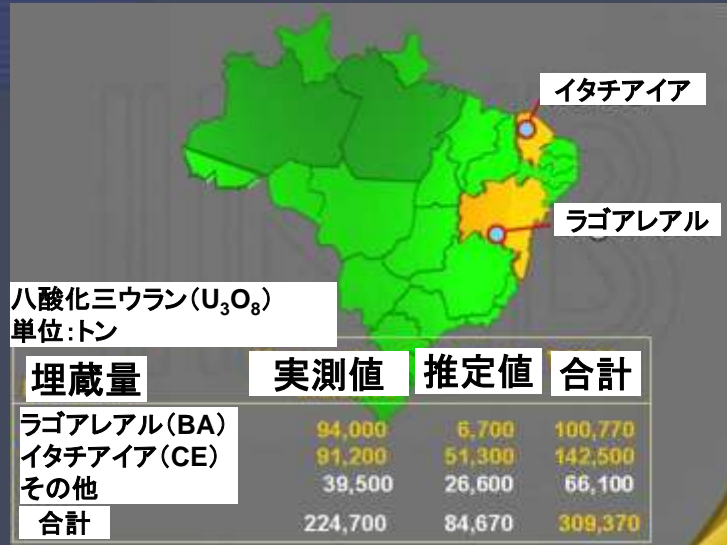 イタチアイア
ラゴアレアル
八酸化三ウラン(U₃O₈)
単位:トン
埋蔵量 実測値 推定値 合計
ラゴアレアル(BA) 94,000 6,700 100,770
イタチアイア(CE) 91,200 51,300 142,500
その他 39,500 26,600 66,100
合計 224,700 84,670 309,370